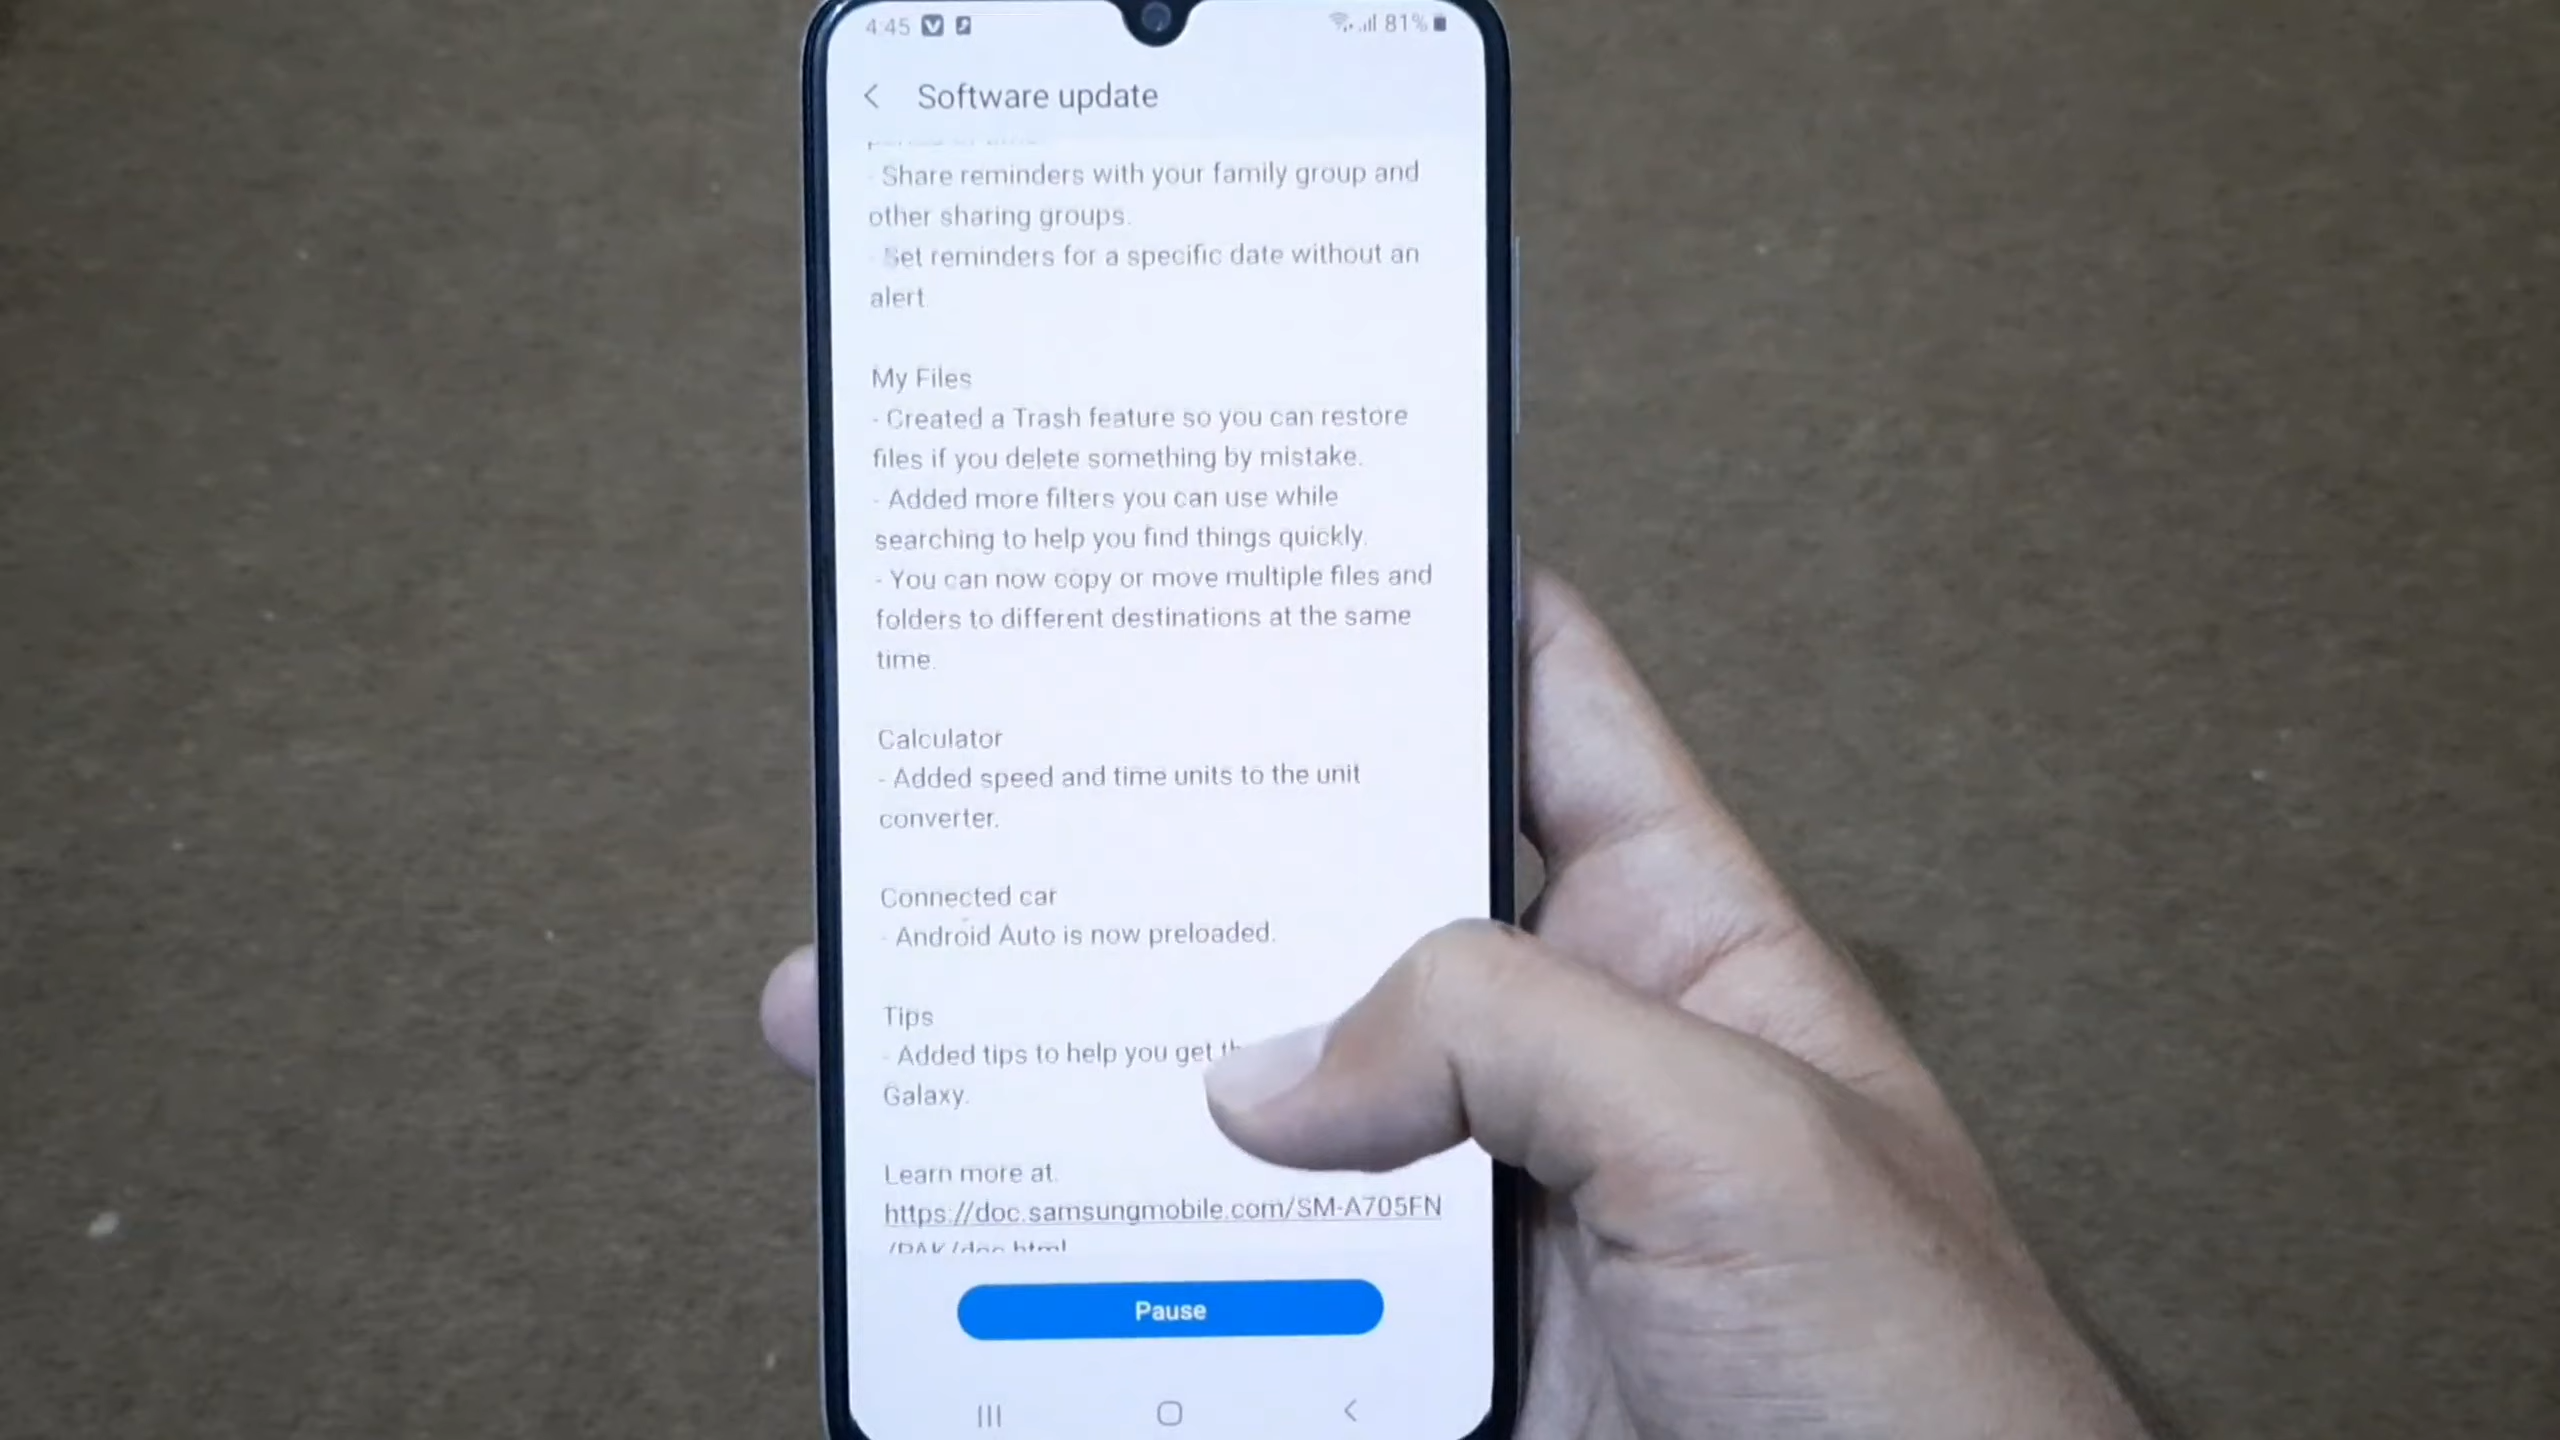 4:45
81%
Software update
- Share reminders with your family group and
other sharing groups.
- Set reminders for a specific date without an
alert.
My Files
- Created a Trash feature so you can restore
files if you delete something by mistake.
- Added more filters you can use while
searching to help you find things quickly.
- You can now copy or move multiple files and
folders to different destinations at the same
time.
Calculator
- Added speed and time units to the unit
converter.
Connected car
- Android Auto is now preloaded.
Tips
- Added tips to help you get
Galaxy.
Learn more at
https://doc.samsungmobile.com/SM-A705FN
/PAK/doc.html
Pause